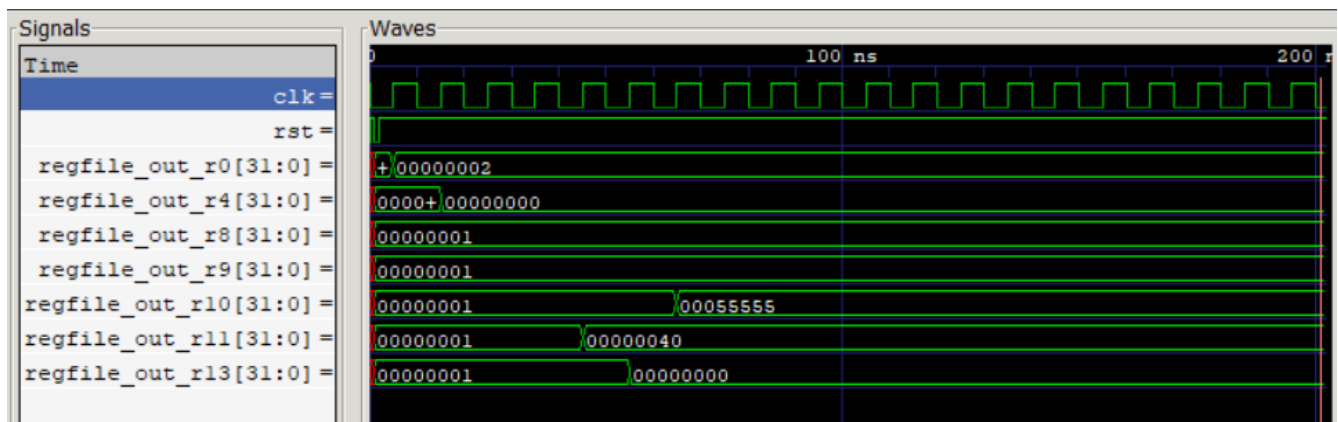 Signals Waves
Time 0 100 ns 200 n
clk =
rst =
regfile_out_r0[31:0] = + 00000002
regfile_out_r4[31:0] = 0000+ 00000000
regfile_out_r8[31:0] = 00000001
regfile_out_r9[31:0] = 00000001
regfile_out_r10[31:0] = 00000001 00055555
regfile_out_r11[31:0] = 00000001 00000040
regfile_out_r13[31:0] = 00000001 00000000